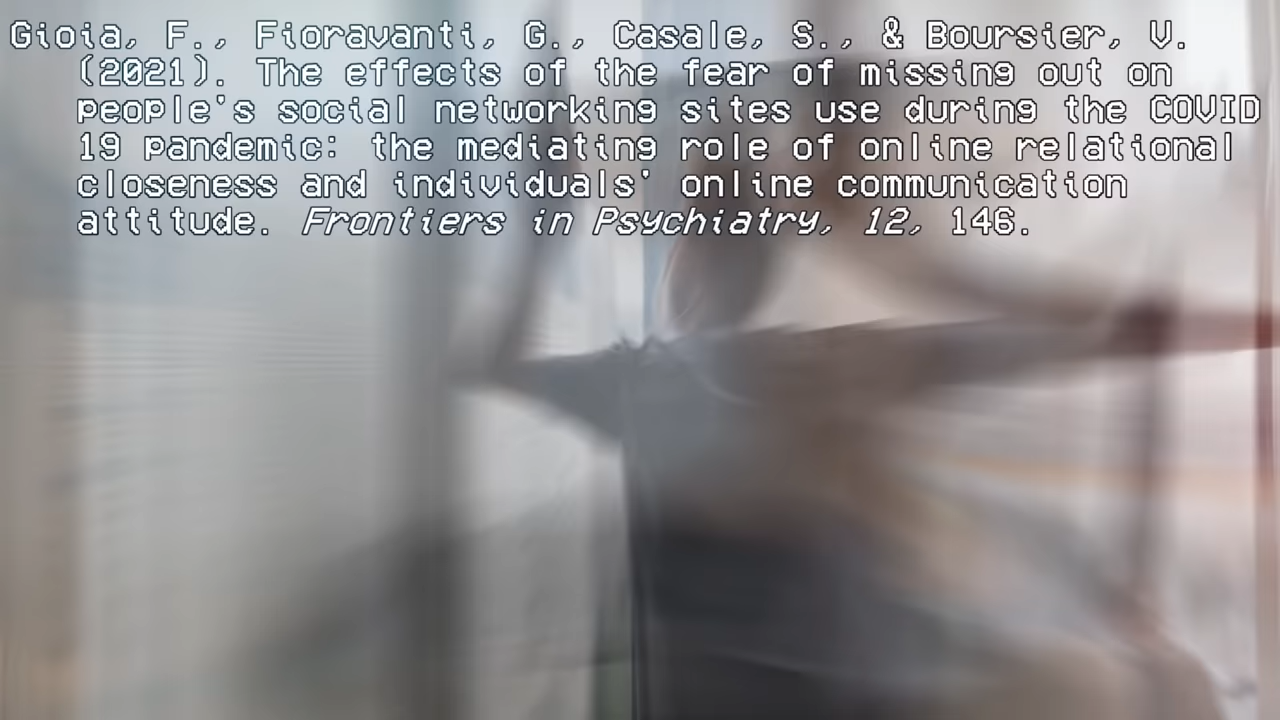 Gioia, F., Fioravanti, G., Casale, S., & Boursier, V.
(2021). The effects of the fear of missing out on
people's social networking sites use during the COVID
19 pandemic: the mediating role of online relational
closeness and individuals' online communication
attitude. Frontiers in Psychiatry, 12, 146.